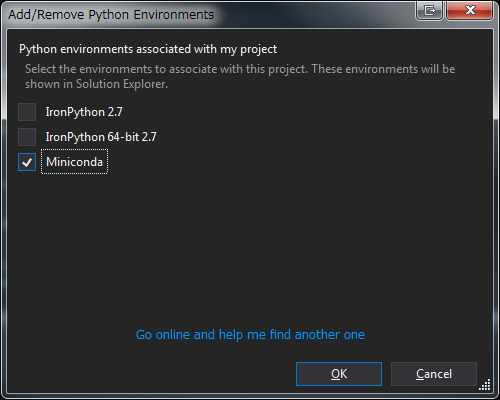 Add/Remove Python Environments
Python environments associated with my project
Select the environments to associate with this project. These environments will be
shown in Solution Explorer.
IronPython 2.7
IronPython 64-bit 2.7
Miniconda
Go online and help me find another one
OK
Cancel